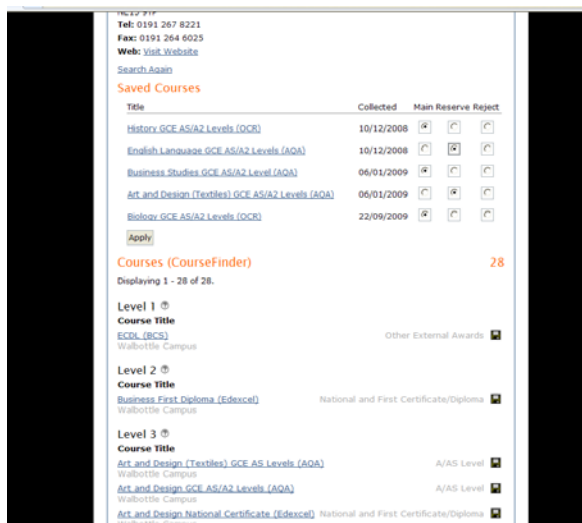 Tel: 0191 267 8221
Fax: 0191 264 6025
Web: Visit Website
Search Again
Saved Courses
Title Collected Main Reserve Reject
History GCE AS/A2 Levels (OCR) 10/12/2008
English Language GCE AS/A2 Levels (AQA) 10/12/2008
Business Studies GCE AS/A2 Level (AQA) 06/01/2009
Art and Design (Textiles) GCE AS/A2 Levels (AQA) 06/01/2009
Biology GCE AS/A2 Levels (OCR) 22/09/2009
Apply
Courses (CourseFinder) 28
Displaying 1 - 28 of 28.
Level 1
Course Title
ECDL (BCS) Other External Awards
Walbottle Campus
Level 2
Course Title
Business First Diploma (Edexcel) National and First Certificate/Diploma
Walbottle Campus
Level 3
Course Title
Art and Design (Textiles) GCE AS Levels (AQA) A/AS Level
Walbottle Campus
Art and Design GCE AS/A2 Levels (AQA) A/AS Level
Walbottle Campus
Art and Design National Certificate (Edexcel) National and First Certificate/Diploma